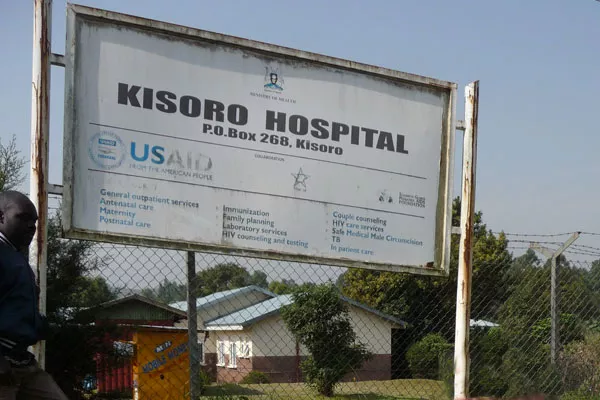 MINISTRY OF HEALTH
KISORO HOSPITAL
P.O.Box 268, Kisoro
COLLABORATION
USAID
FROM THE AMERICAN PEOPLE
General outpatient services
Antenatal care
Maternity
Postnatal care
Immunization
Family planning
Laboratory services
HIV counseling and testing
Couple counseling
HIV care services
Safe Medical Male Circumcision
TB
In patient care